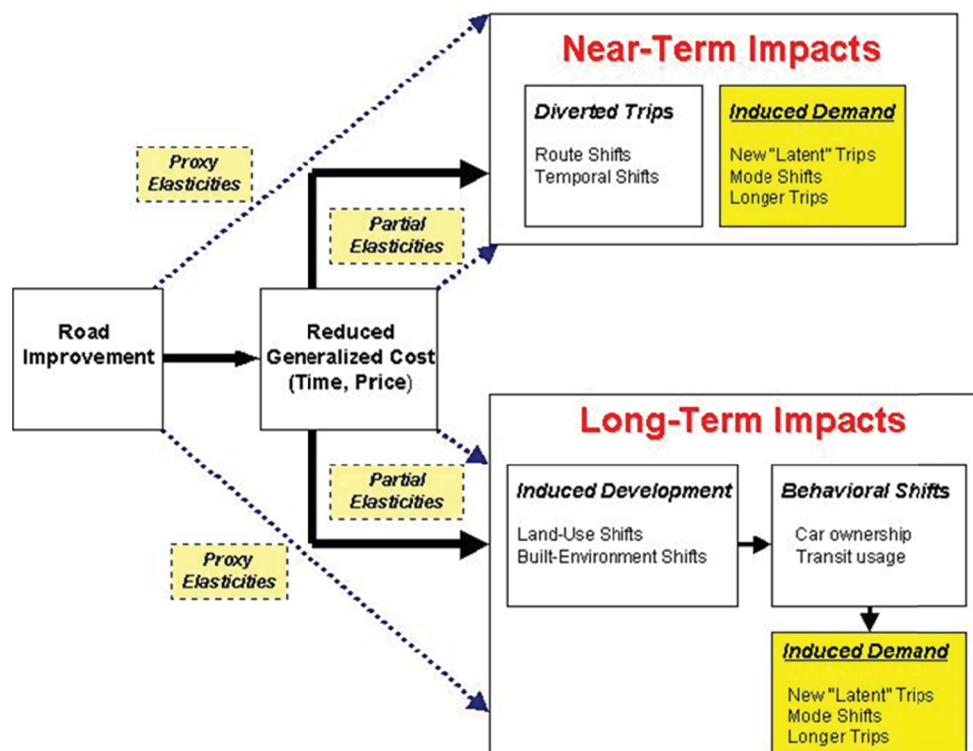 Near-Term Impacts
Diverted Trips
Route Shifts
Temporal Shifts
Induced Demand
New "Latent" Trips
Mode Shifts
Longer Trips
Proxy
Elasticities
Partial
Elasticities
Road
Improvement
Reduced
Generalized Cost
(Time, Price)
Long-Term Impacts
Partial
Elasticities
Induced Development
Land-Use Shifts
Built-Environment Shifts
Behavioral Shifts
Car ownership
Transit usage
Proxy
Elasticities
Induced Demand
New "Latent" Trips
Mode Shifts
Longer Trips